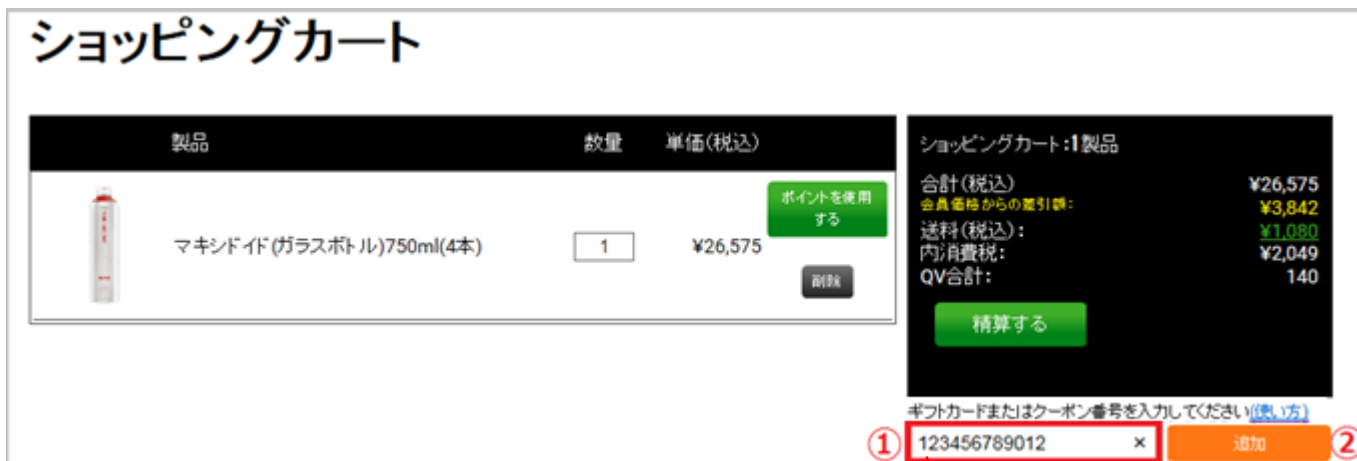 ショッピングカート
製品 数量 単価(税込)
マキシドイド(ガラスボトル)750ml(4本) 1 ¥26,575
ポイントを使用
する
削除
ショッピングカート:1製品
合計(税込) ¥26,575
会員価格からの差引額: ¥3,842
送料(税込): ¥1,080
内消費税: ¥2,049
QV合計: 140
精算する
ギフトカードまたはクーポン番号を入力してください(使い方)
① 123456789012 × 追加 ②